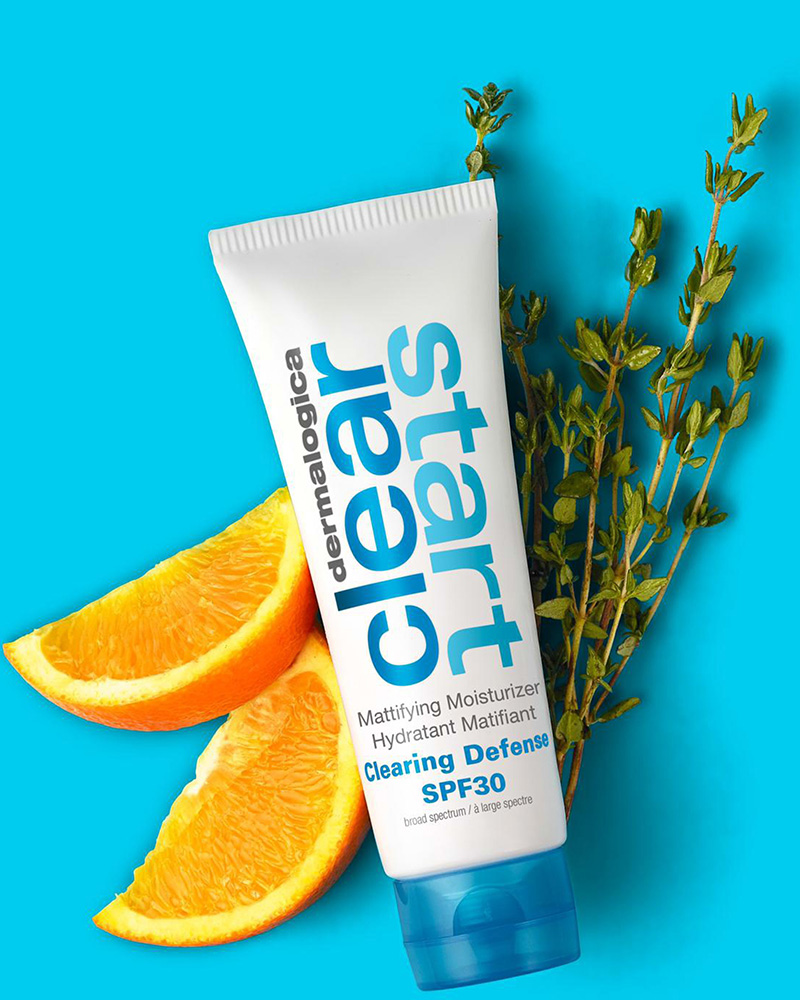 dermalogica
clear
start
Mattifying Moisturizer
Hydratant Matifiant
Clearing Defense
SPF30
broad spectrum / à large spectre